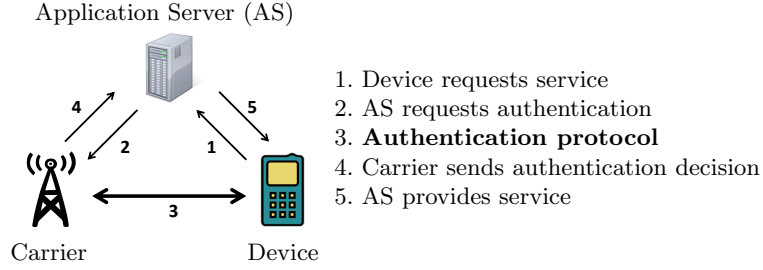 Application Server (AS)
4
5
2
1
3
Carrier
Device
1. Device requests service
2. AS requests authentication
3. Authentication protocol
4. Carrier sends authentication decision
5. AS provides service